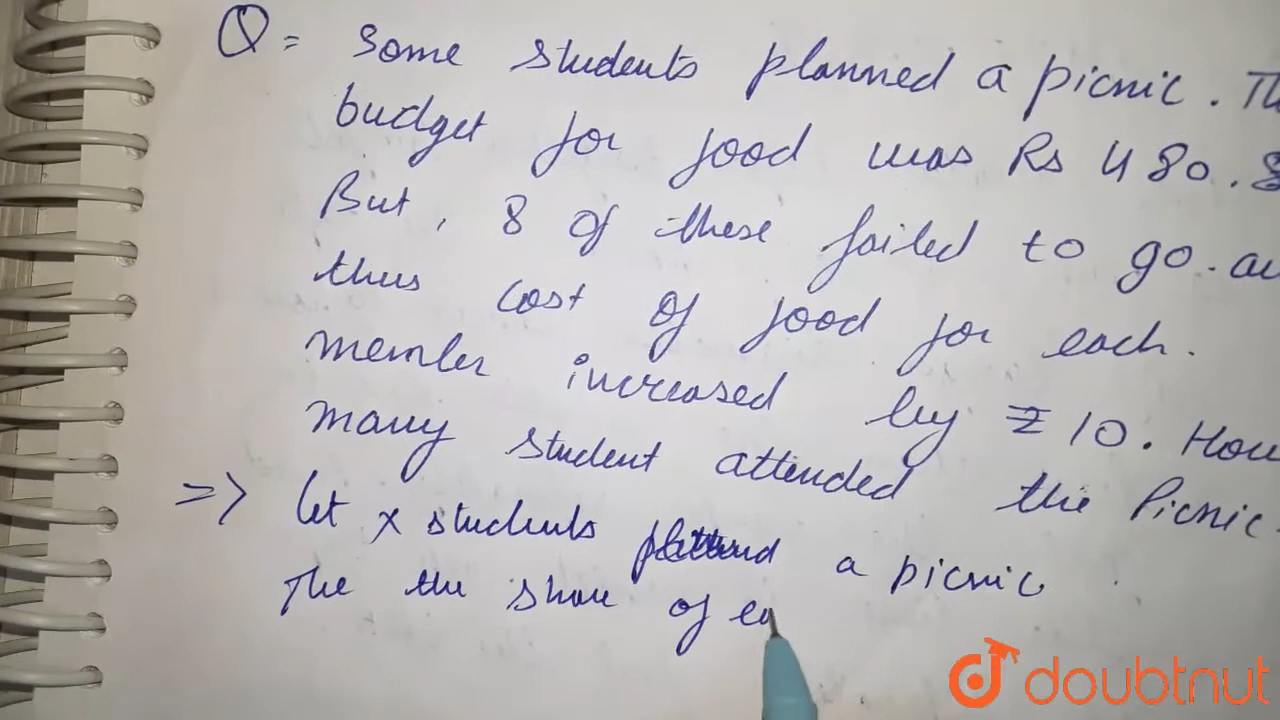 Q = Some students planned a picnic. Th
budget for food was Rs 480.
But, 8 of these failed to go.
thus cost of food for each.
member increased by ₹ 10. How
many student attended the Picnic.
=> let x students a picnic.
The the share of ea
doubtnut